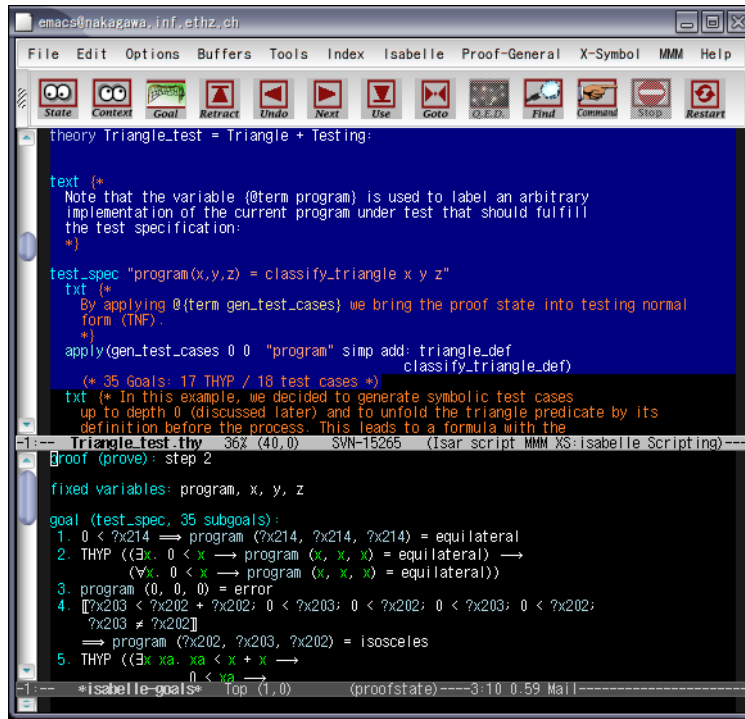 emacs@nakagawa.inf.ethz.ch
File Edit Options Buffers Tools Index Isabelle Proof-General X-Symbol MMM Help
State Context Goal Retract Undo Next Use Goto Q.E.D. Find Command Stop Restart
theory Triangle_test = Triangle + Testing:
text {*
Note that the variable {@term program} is used to label an arbitrary
implementation of the current program under test that should fulfill
the test specification:
*}
test_spec "program(x,y,z) = classify_triangle x y z"
txt {*
By applying @{term gen_test_cases} we bring the proof state into testing normal
form (TNF).
*}
apply(gen_test_cases 0 0 "program" simp add: triangle_def
classify_triangle_def)
(* 35 Goals: 17 THYP / 18 test cases *)
txt {* In this example, we decided to generate symbolic test cases
up to depth 0 (discussed later) and to unfold the triangle predicate by its
definition before the process. This leads to a formula with the
-1:-- Triangle_test.thy 36% (40,0) SVN-15265 (Isar script MMM XS:isabelle Scripting)---
proof (prove): step 2
fixed variables: program, x, y, z
goal (test_spec, 35 subgoals):
1. 0 < ?x214 ⟹ program (?x214, ?x214, ?x214) = equilateral
2. THYP ((∃x. 0 < x ⟶ program (x, x, x) = equilateral) ⟶
(∀x. 0 < x ⟶ program (x, x, x) = equilateral))
3. program (0, 0, 0) = error
4. ⟦?x203 < ?x202 + ?x202; 0 < ?x203; 0 < ?x202; 0 < ?x203; 0 < ?x202;
?x203 ≠ ?x202⟧
⟹ program (?x202, ?x203, ?x202) = isosceles
5. THYP ((∃x xa. xa < x + x ⟶
0 < xa ⟶
-1:-- *isabelle-goals* Top (1,0) (proofstate)----3:10 0.59 Mail------------------------